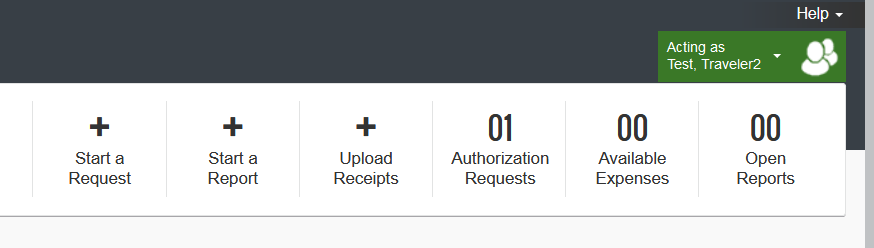 Help
Acting as
Test, Traveler2
+
Start a
Request
+
Start a
Report
+
Upload
Receipts
01
Authorization
Requests
00
Available
Expenses
00
Open
Reports